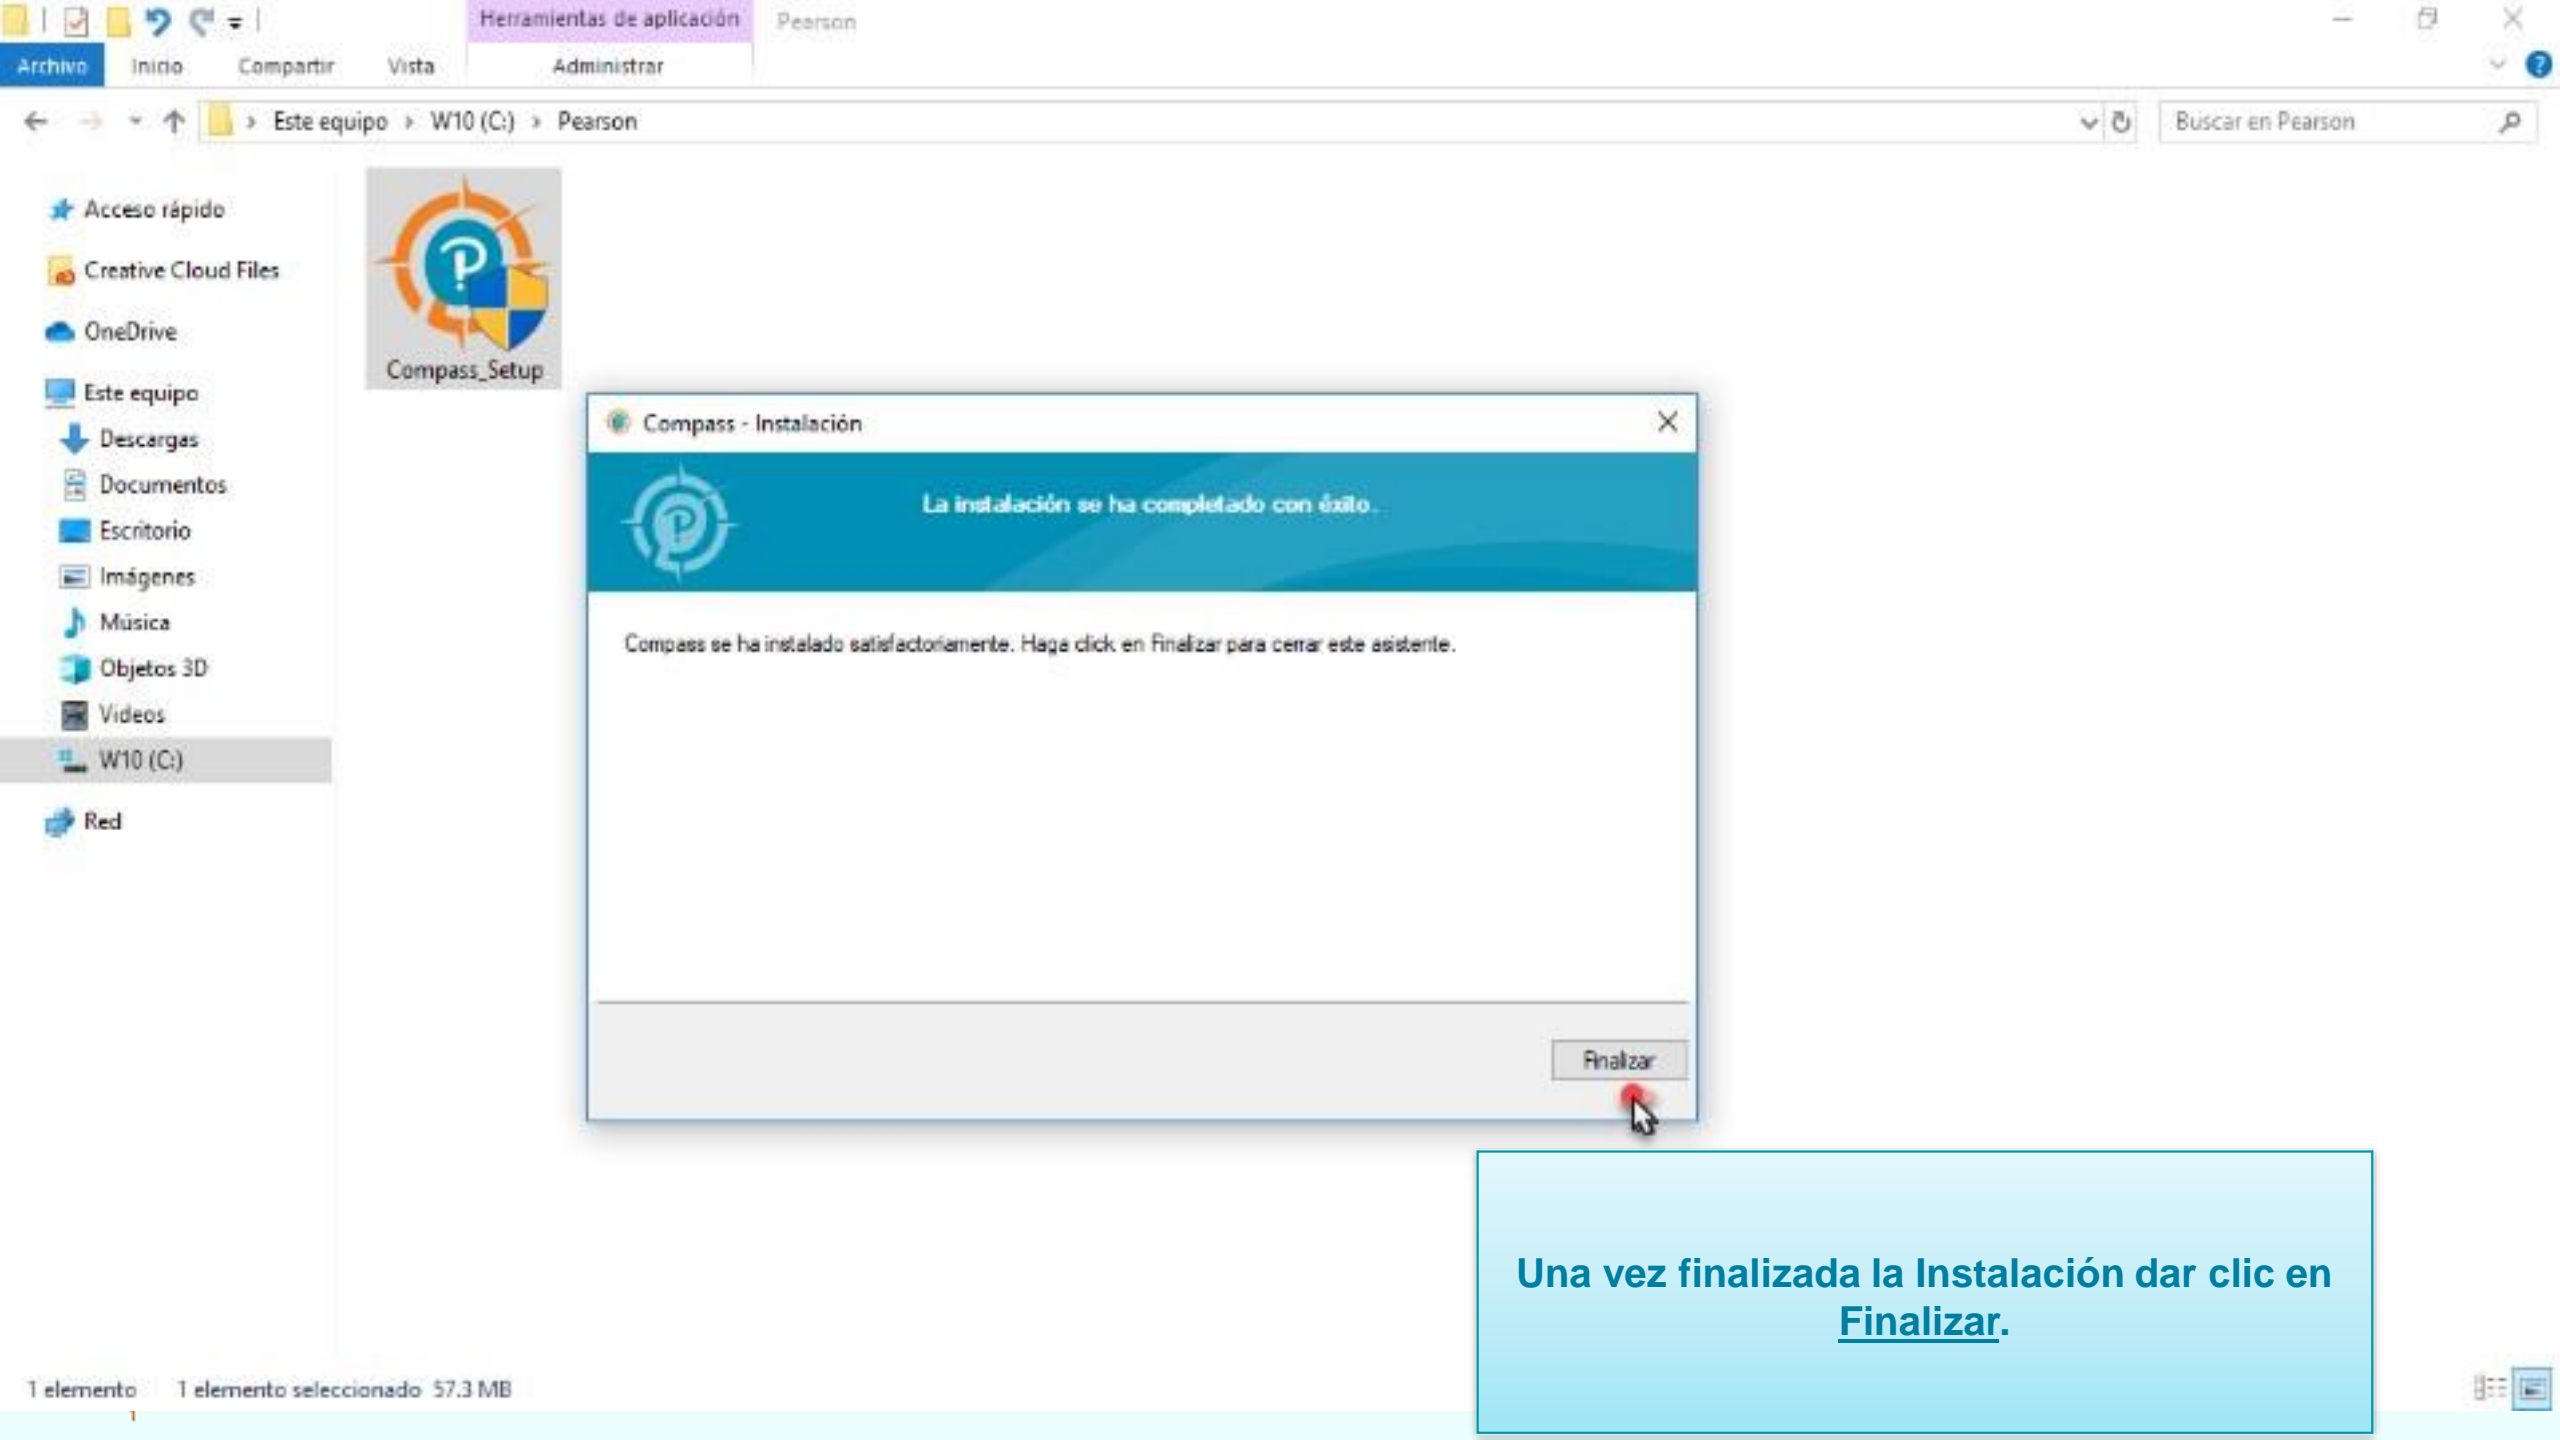 Herramientas de aplicación
Pearson
Archivo
Inicio
Compartir
Vista
Administrar
Este equipo > W10 (C:) > Pearson
Buscar en Pearson
Acceso rápido
Creative Cloud Files
OneDrive
Este equipo
Descargas
Documentos
Escritorio
Imágenes
Música
Objetos 3D
Videos
W10 (C:)
Red
Compass_Setup
Compass - Instalación
La instalación se ha completado con éxito.
Compass se ha instalado satisfactoriamente. Haga click en Finalizar para cerrar este asistente.
Finalizar
Una vez finalizada la Instalación dar clic en
Finalizar.
1 elemento
1 elemento seleccionado 57.3 MB
1